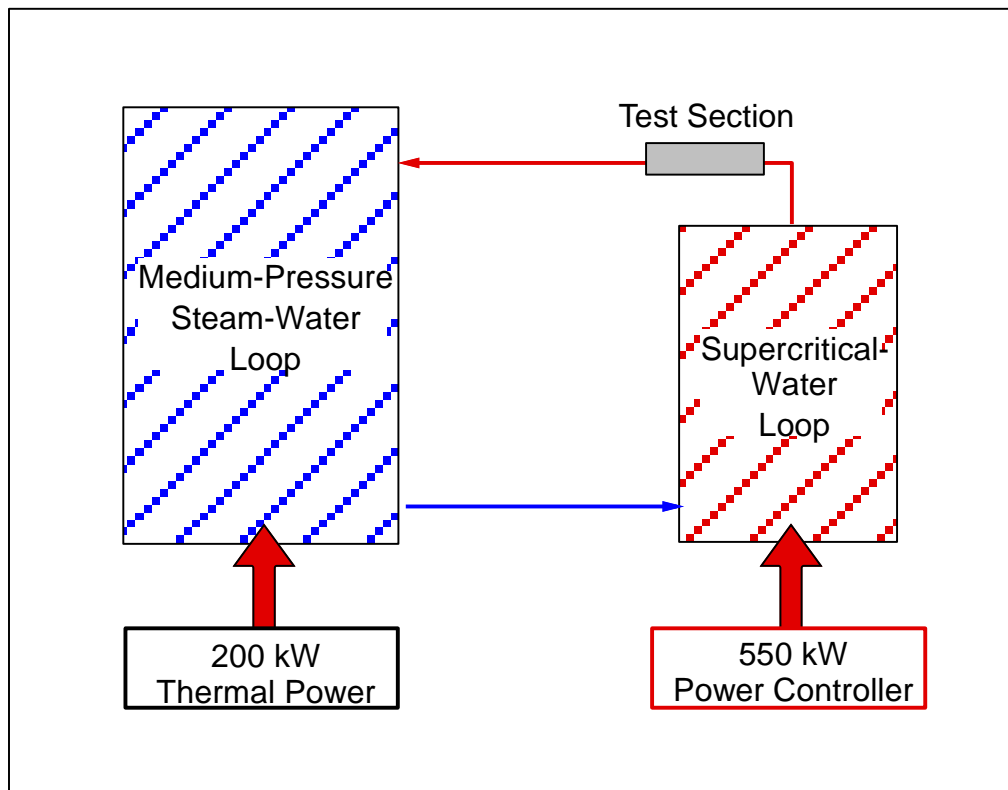 Test Section
Medium-Pressure
Steam-Water
Loop
Supercritical-
Water
Loop
200 kW
Thermal Power
550 kW
Power Controller